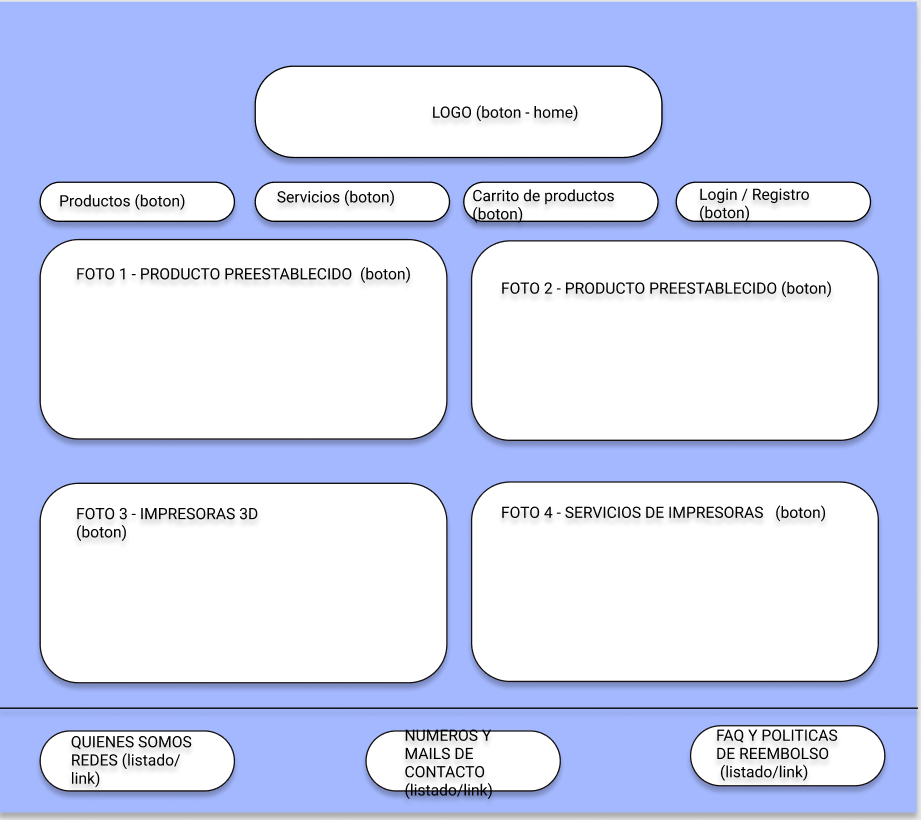 LOGO (boton - home)
Productos (boton)
Servicios (boton)
Carrito de productos
(boton)
Login / Registro
(boton)
FOTO 1 - PRODUCTO PREESTABLECIDO  (boton)
FOTO 2 - PRODUCTO PREESTABLECIDO (boton)
FOTO 3 - IMPRESORAS 3D
(boton)
FOTO 4 - SERVICIOS DE IMPRESORAS   (boton)
QUIENES SOMOS
REDES (listado/
link)
NUMEROS Y
MAILS DE
CONTACTO
(listado/link)
FAQ Y POLITICAS
DE REEMBOLSO
(listado/link)